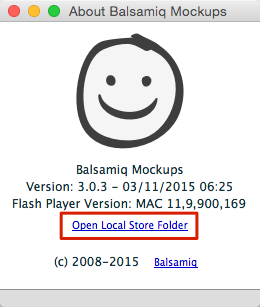 About Balsamiq Mockups
Balsamiq Mockups
Version: 3.0.3 - 03/11/2015 06:25
Flash Player Version: MAC 11,9,900,169
Open Local Store Folder
(c) 2008-2015 Balsamiq